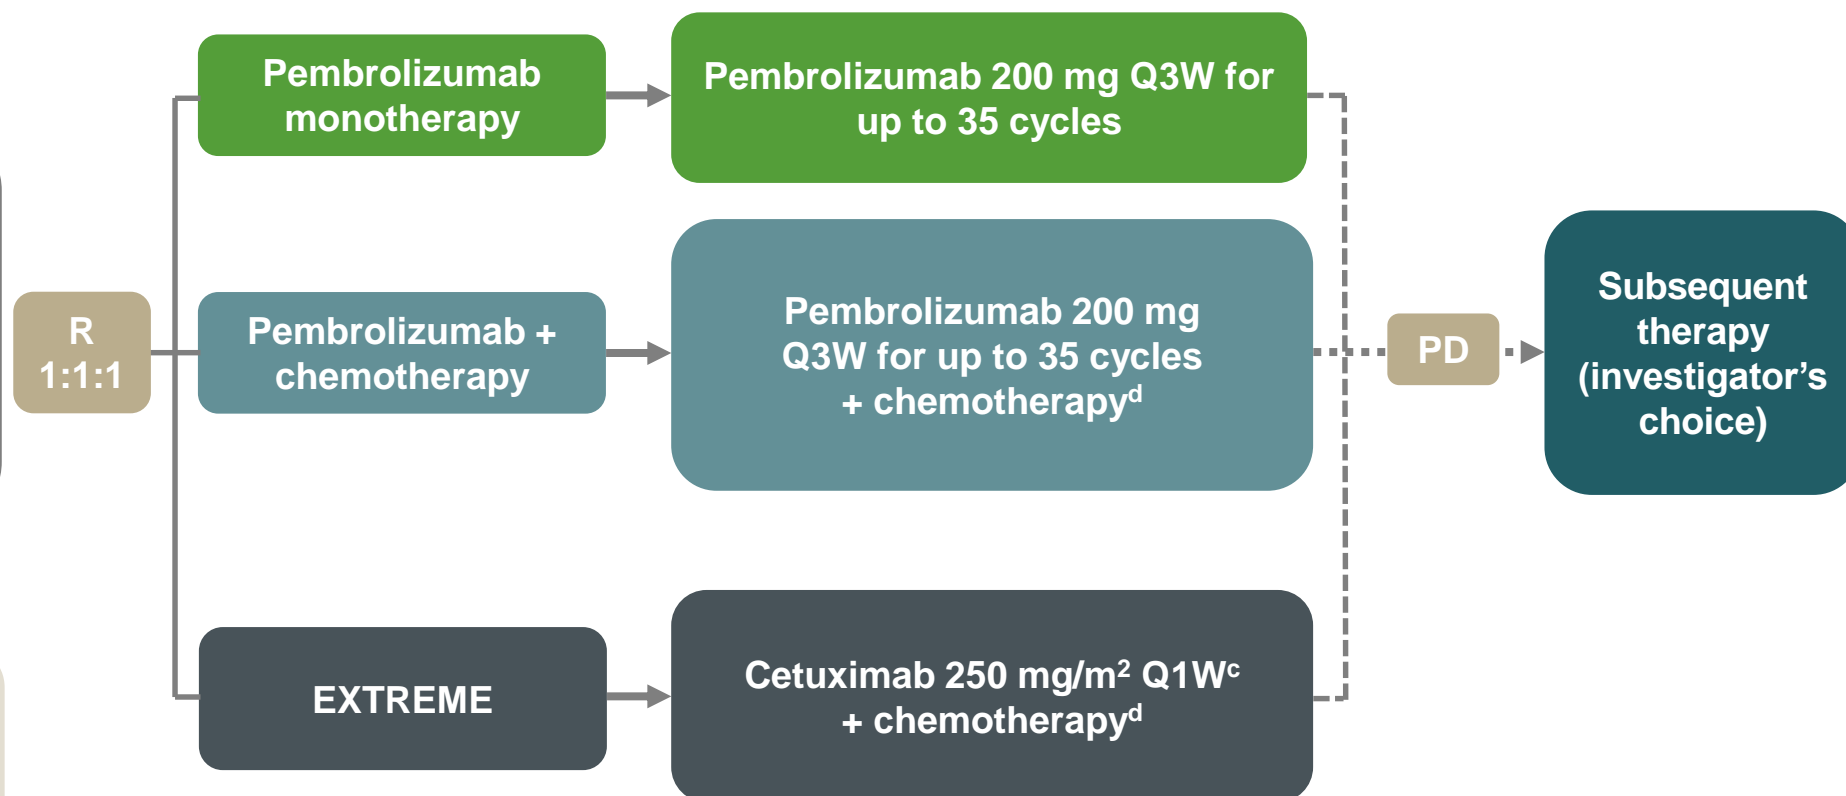 Pembrolizumab
monotherapy
Pembrolizumab 200 mg Q3W for
up to 35 cycles
R
1:1:1
Pembrolizumab +
chemotherapy
Pembrolizumab 200 mg
Q3W for up to 35 cycles
+ chemotherapyᵈ
PD
Subsequent
therapy
(investigator’s
choice)
EXTREME
Cetuximab 250 mg/m² Q1Wᶜ
+ chemotherapyᵈ